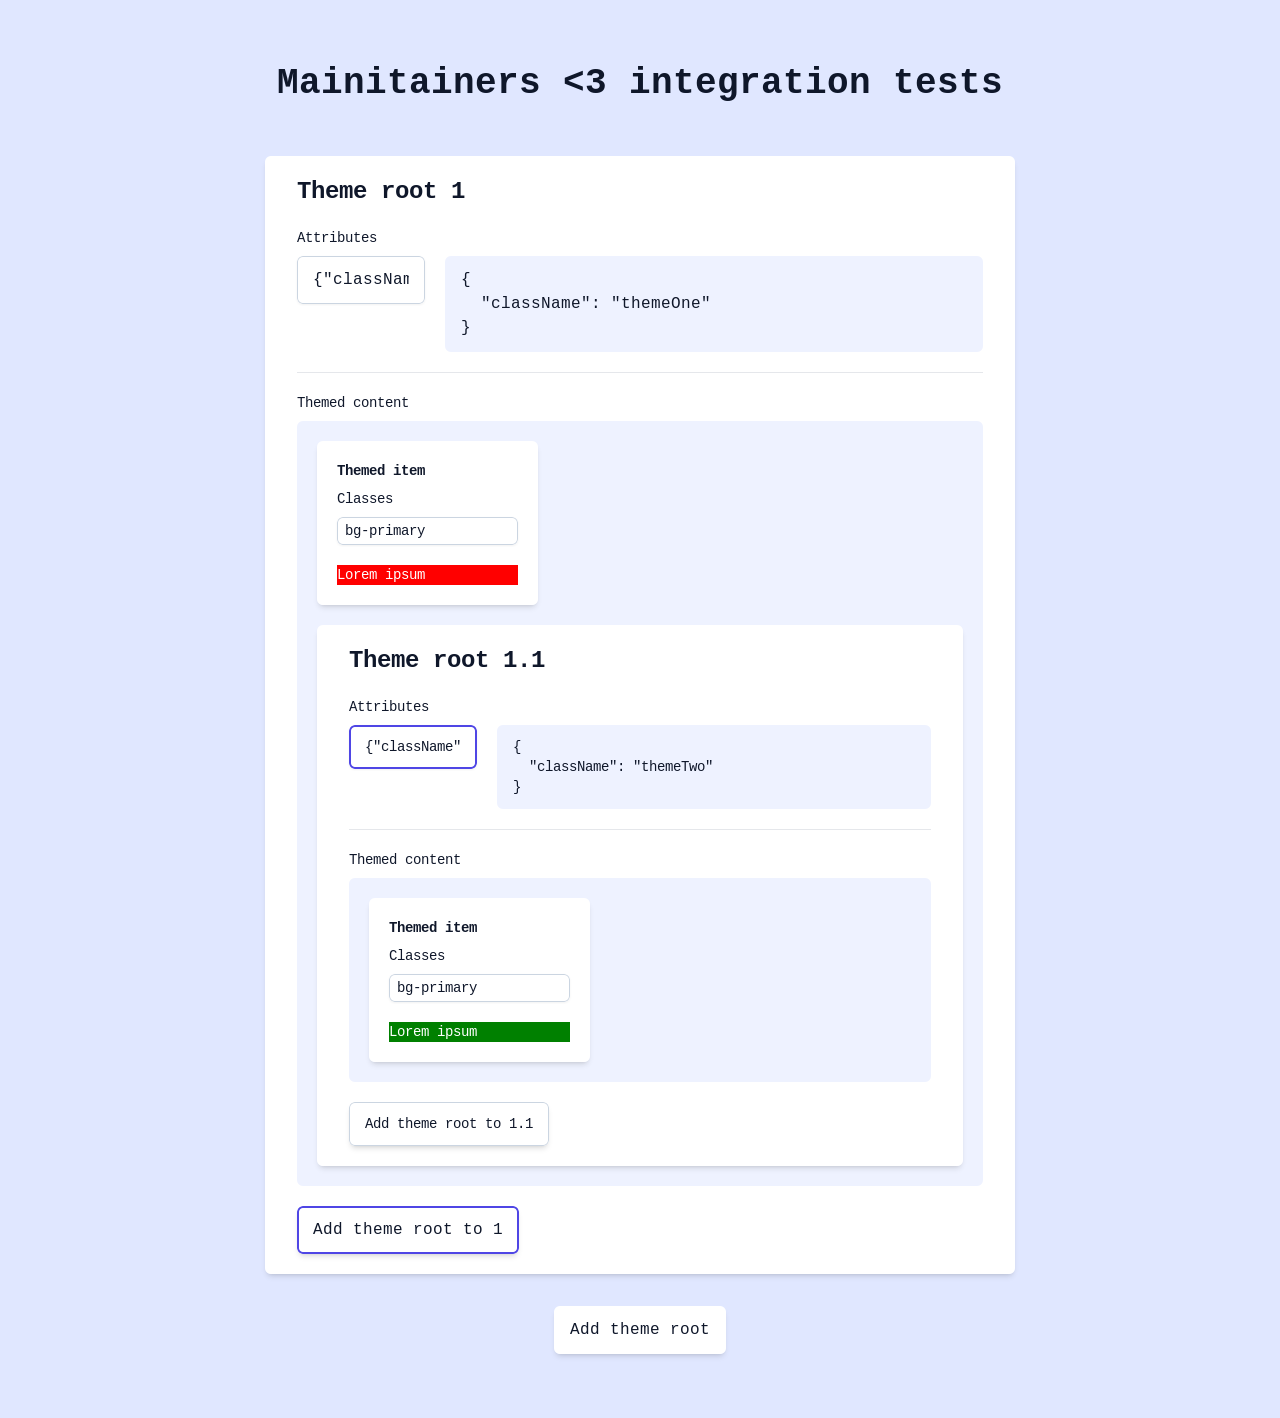 Mainitainers <3 integration tests
Theme root 1
Attributes
{"classNam
{
"className": "themeOne"
}
Themed content
Themed item
Classes
bg-primary
Lorem ipsum
Theme root 1.1
Attributes
{"className"
{
"className": "themeTwo"
}
Themed content
Themed item
Classes
bg-primary
Lorem ipsum
Add theme root to 1.1
Add theme root to 1
Add theme root